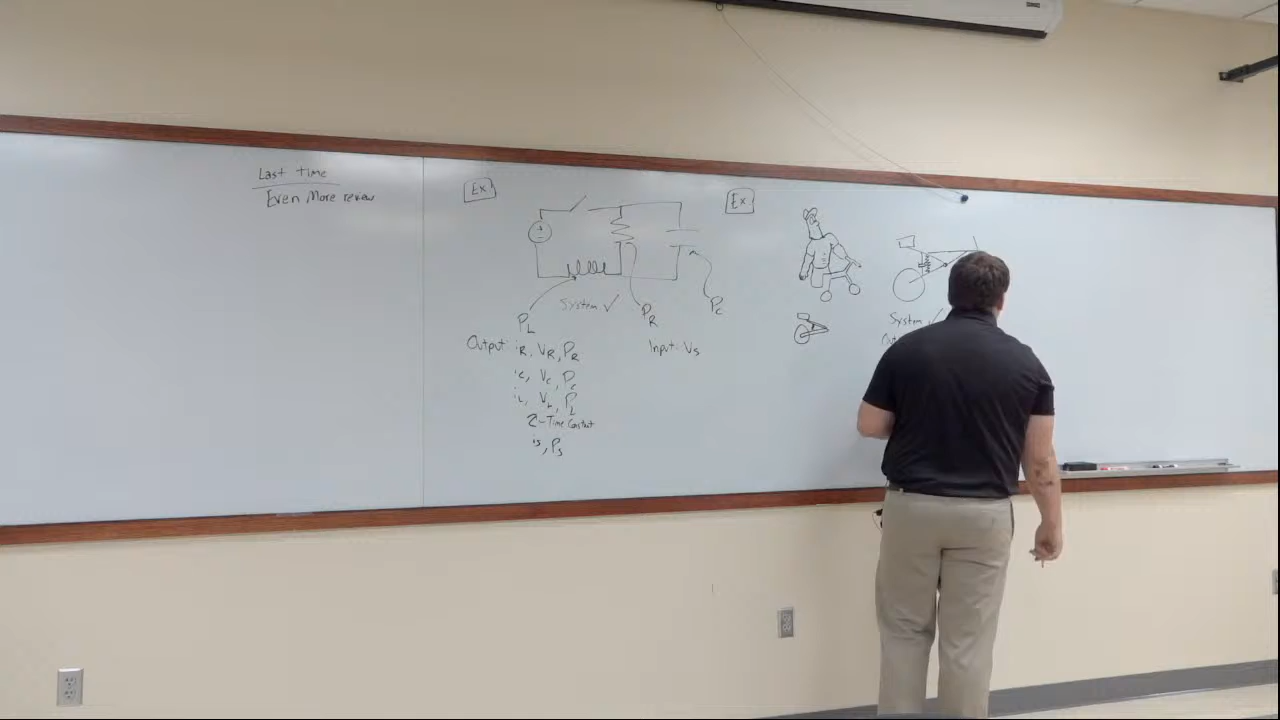 Last time
Even More review
Ex
System ✓
P_L
P_R
P_C
Output: i_R, V_R, P_R
Input: V_s
i_c, V_c, P_c
i_L, V_L, P_L
τ - Time Constant
i_s, P_s
Ex
System ✓
Ou